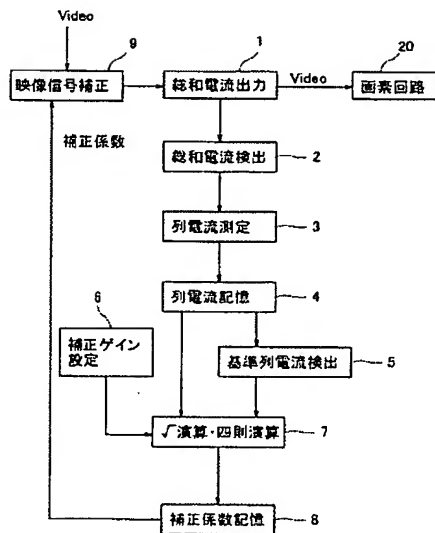 Video
9
1
20
映像信号補正
総和電流出力
Video
画素回路
補正係数
総和電流検出
2
列電流測定
3
列電流記憶
4
6
補正ゲイン
設定
基準列電流検出
5
√演算・四則演算
7
補正係数記憶
8